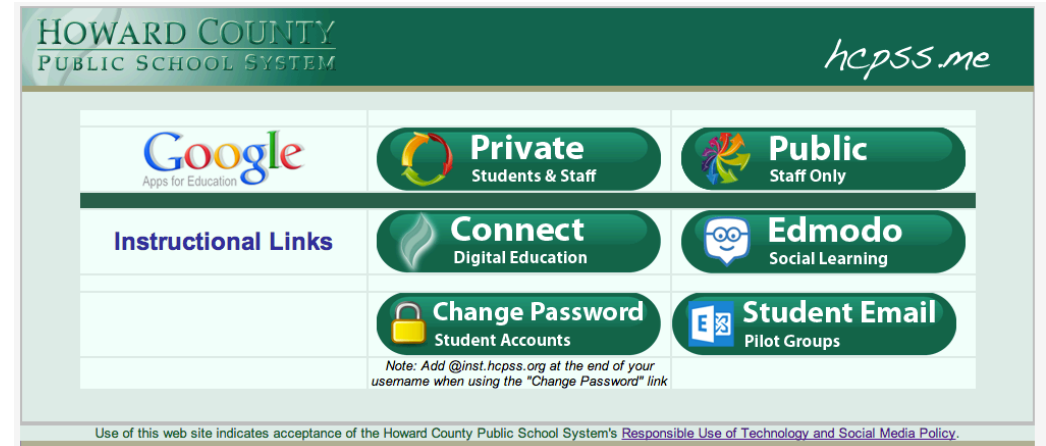 HOWARD COUNTY
PUBLIC SCHOOL SYSTEM
hcpss.me
Google
Apps for Education
Private
Students & Staff
Public
Staff Only
Instructional Links
Connect
Digital Education
Edmodo
Social Learning
Change Password
Student Accounts
E
Student Email
Pilot Groups
Note: Add @inst.hcpss.org at the end of your
username when using the "Change Password" link
Use of this web site indicates acceptance of the Howard County Public School System's Responsible Use of Technology and Social Media Policy.